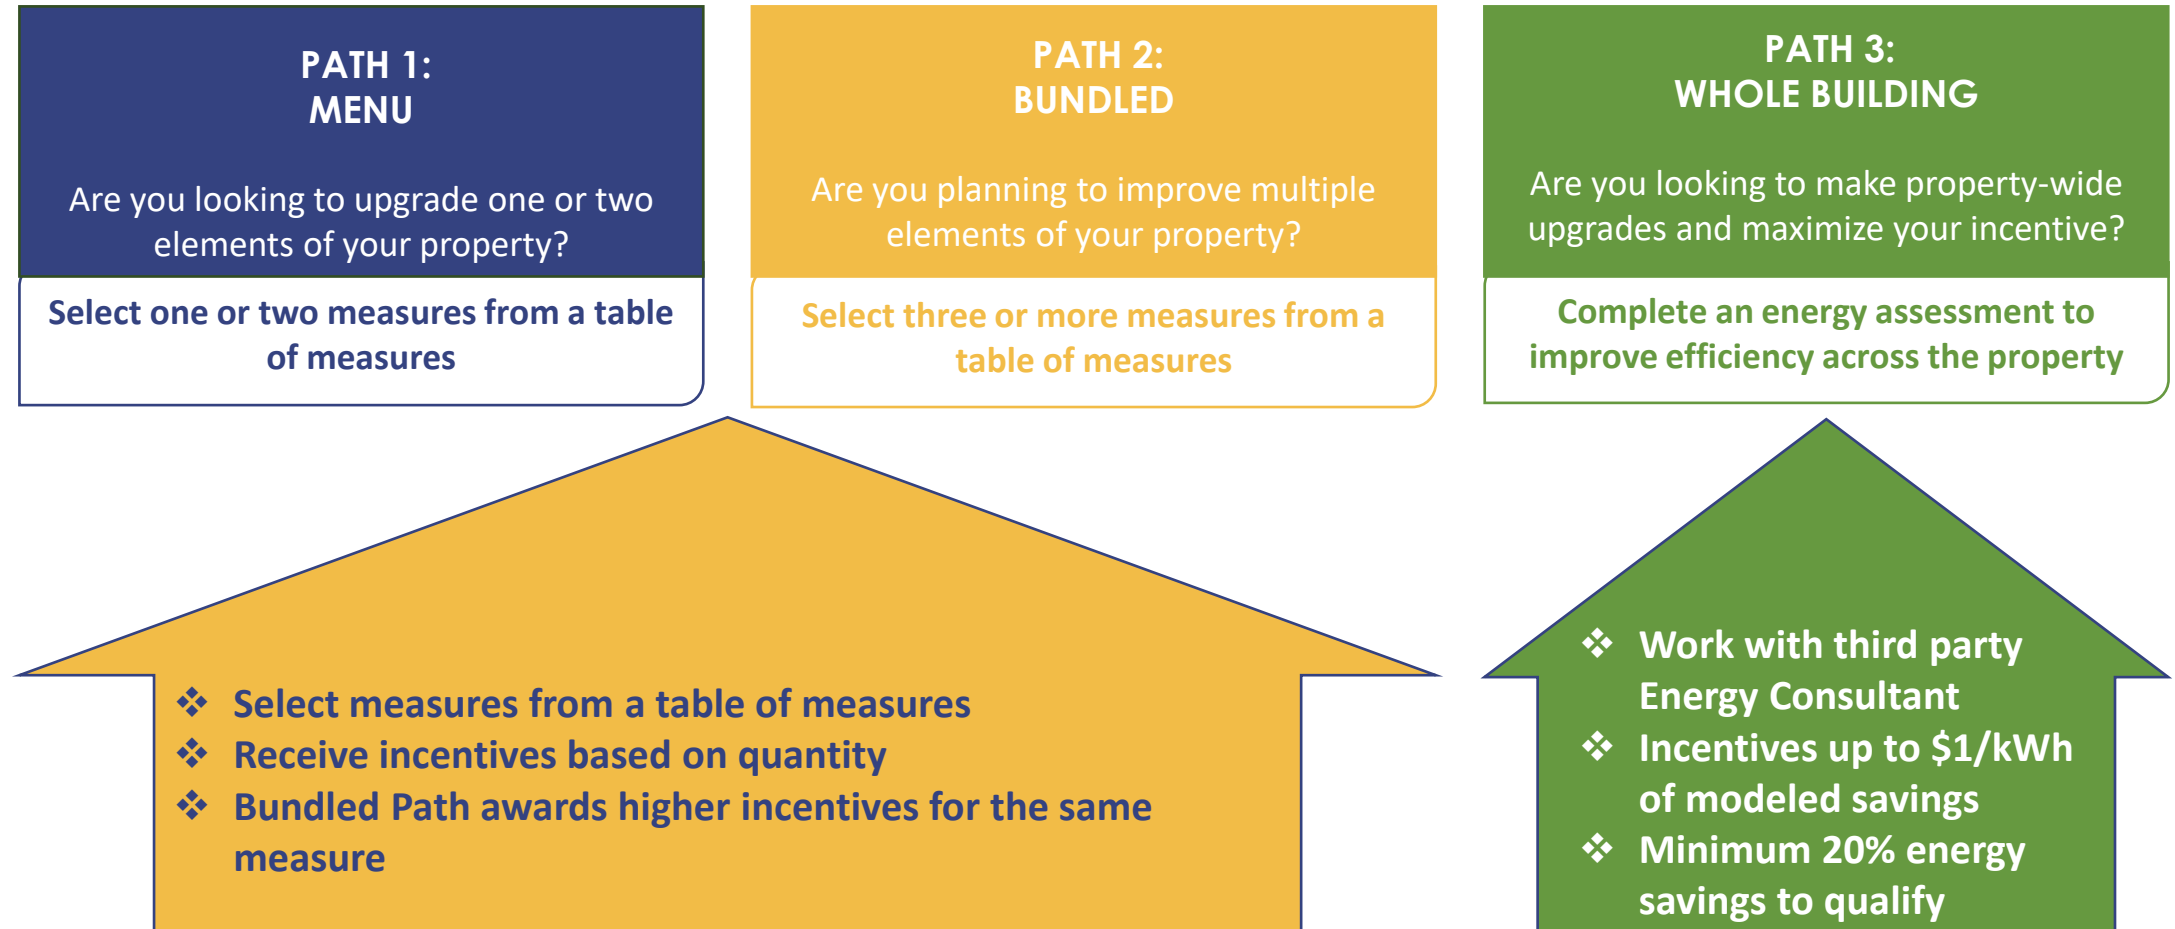 PATH 1:
MENU
Are you looking to upgrade one or two
elements of your property?
Select one or two measures from a table
of measures
PATH 2:
BUNDLED
Are you planning to improve multiple
elements of your property?
Select three or more measures from a
table of measures
PATH 3:
WHOLE BUILDING
Are you looking to make property-wide
upgrades and maximize your incentive?
Complete an energy assessment to
improve efficiency across the property
❖ Select measures from a table of measures
❖ Receive incentives based on quantity
❖ Bundled Path awards higher incentives for the same
measure
❖ Work with third party
Energy Consultant
❖ Incentives up to $1/kWh
of modeled savings
❖ Minimum 20% energy
savings to qualify